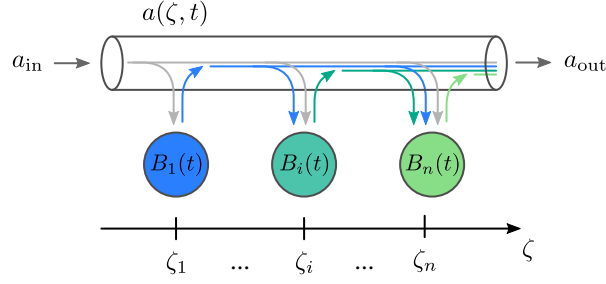 a(ζ, t)
a_in a_out
B_1(t) B_i(t) B_n(t)
ζ
ζ_1 ... ζ_i ... ζ_n